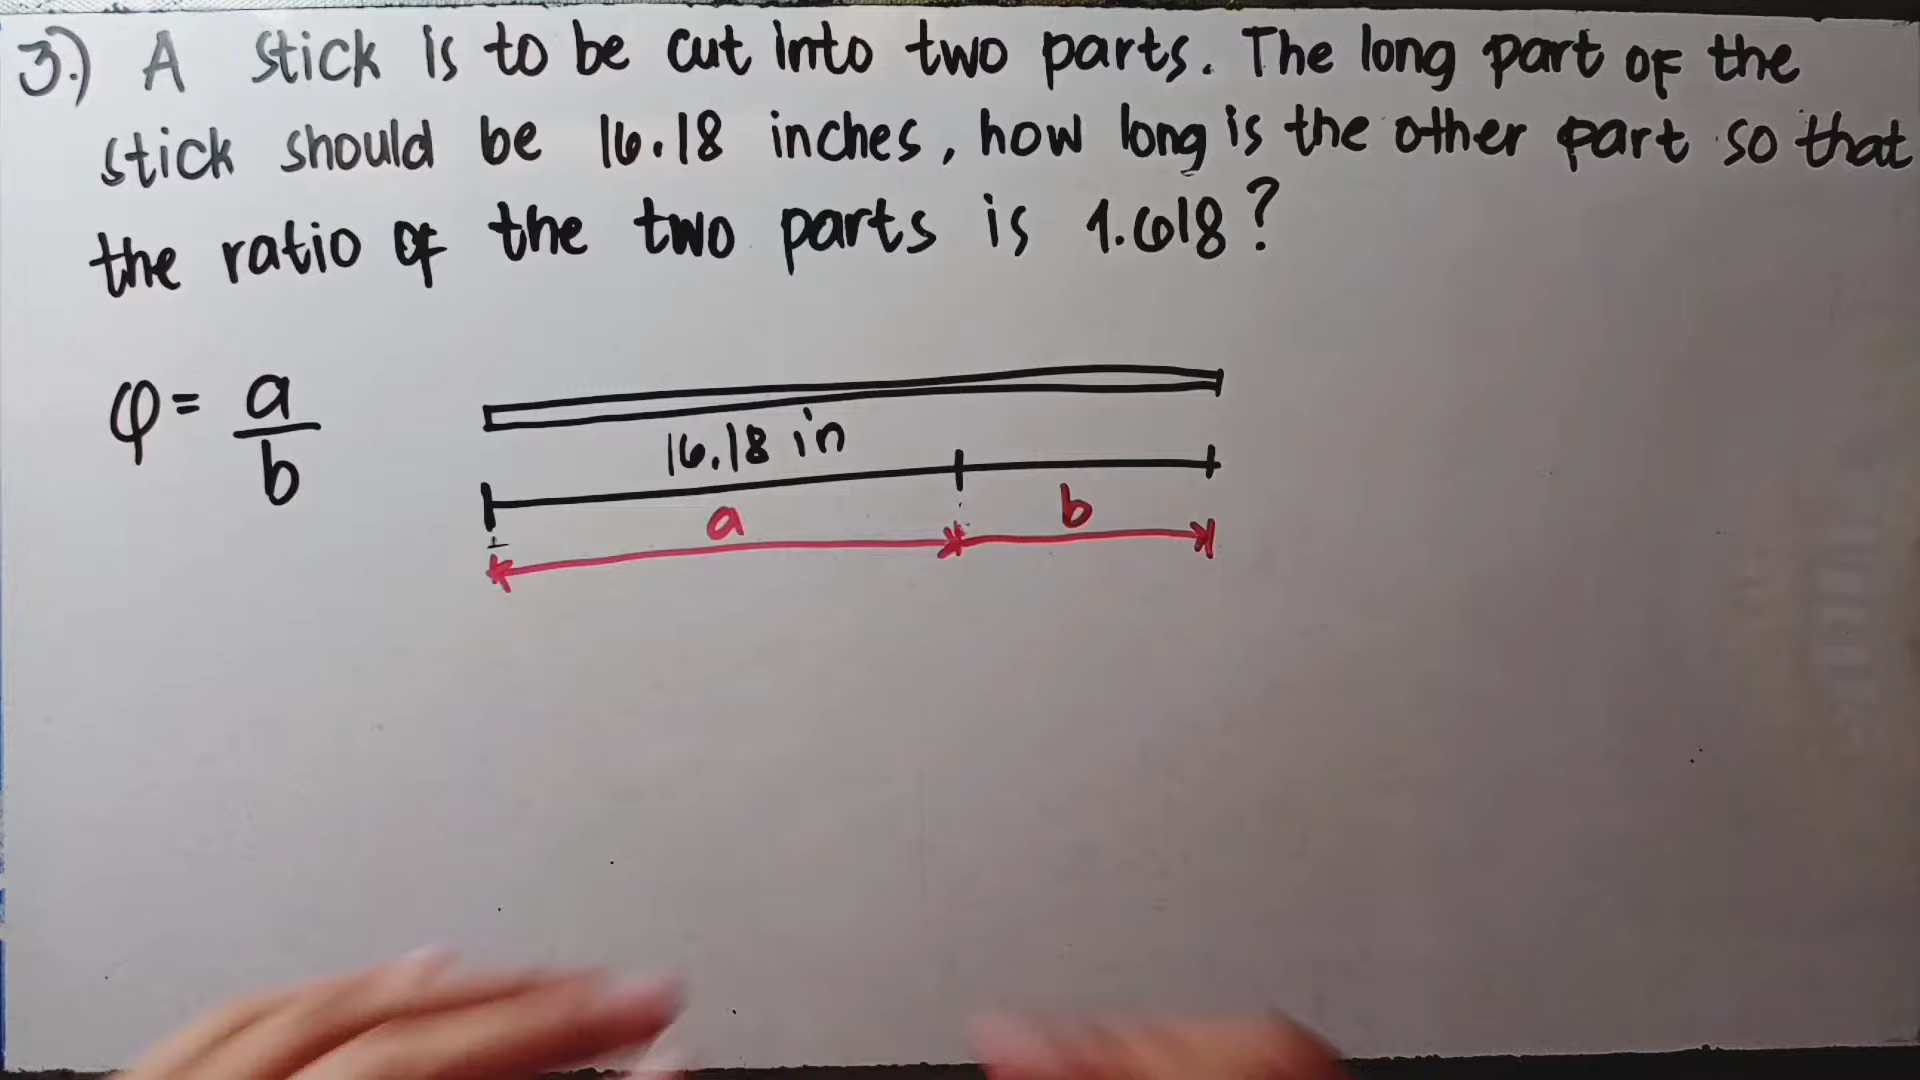 3.) A stick is to be cut into two parts. The long part of the
stick should be 16.18 inches, how long is the other part so that
the ratio of the two parts is 1.618?
φ = a/b
16.18 in
a
b